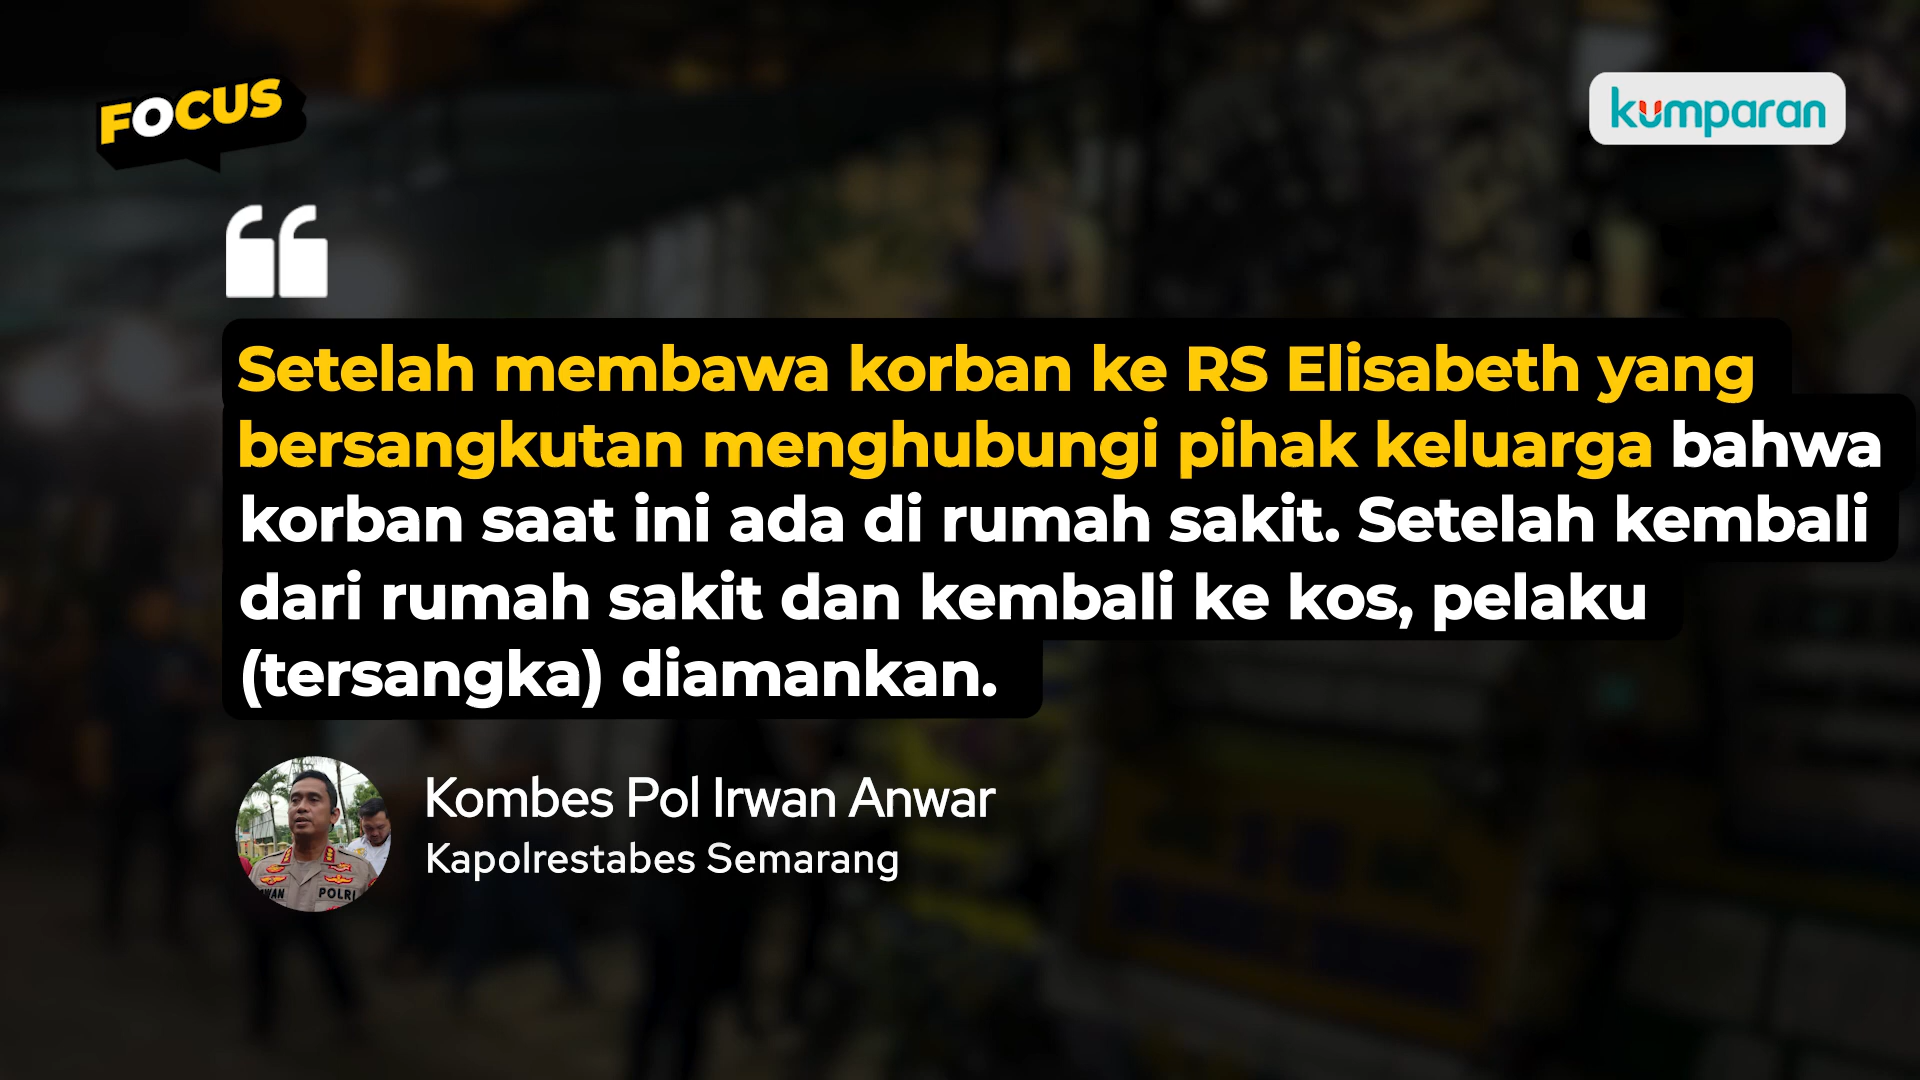 FOCUS
kumparan
“
Setelah membawa korban ke RS Elisabeth yang
bersangkutan menghubungi pihak keluarga bahwa
korban saat ini ada di rumah sakit. Setelah kembali
dari rumah sakit dan kembali ke kos, pelaku
(tersangka) diamankan.
Kombes Pol Irwan Anwar
Kapolrestabes Semarang
POLRI